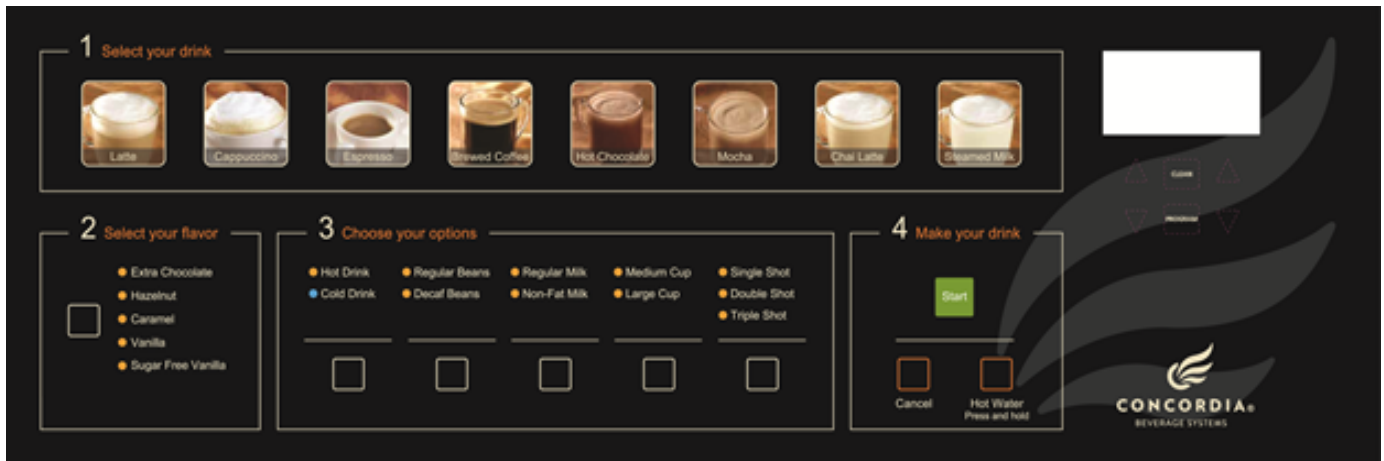 1 Select your drink
Latte
Cappuccino
Espresso
Brewed Coffee
Hot Chocolate
Mocha
Chai Latte
Steamed Milk
CLEAR
PROGRAM
2 Select your flavor
Extra Chocolate
Hazelnut
Caramel
Vanilla
Sugar Free Vanilla
3 Choose your options
Hot Drink
Cold Drink
Regular Beans
Decaf Beans
Regular Milk
Non-Fat Milk
Medium Cup
Large Cup
Single Shot
Double Shot
Triple Shot
4 Make your drink
Start
Cancel
Hot Water
Press and hold
CONCORDIA®
BEVERAGE SYSTEMS